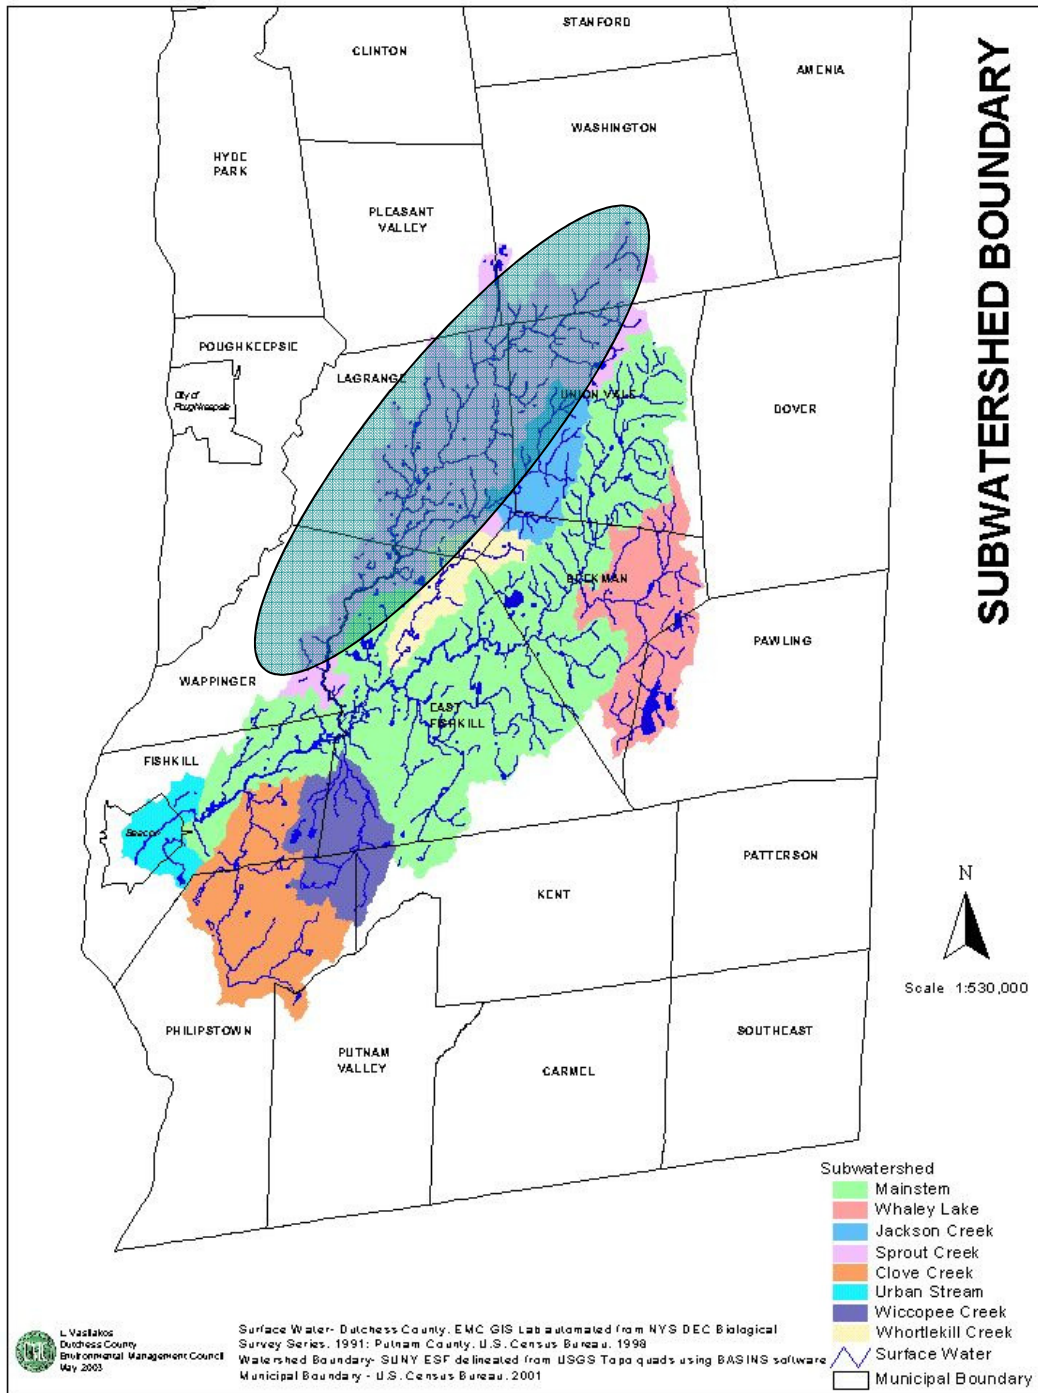 SUBWATERSHED BOUNDARY
STANFORD
CLINTON
AMENIA
WASHINGTON
HYDE
PARK
PLEASANT
VALLEY
POUGHKEEPSIE
LAGRANGE
City of
Poughkeepsie
UNION VALE
DOVER
BEEKMAN
PAWLING
WAPPINGER
EAST
FISHKILL
FISHKILL
Beacon
PATTERSON
KENT
N
Scale 1:530,000
PHILIPSTOWN
SOUTHEAST
PUTNAM
VALLEY
CARMEL
Subwatershed
Mainstem
Whaley Lake
Jackson Creek
Sprout Creek
Clove Creek
Urban Stream
Wiccopee Creek
Whortlekill Creek
Surface Water
Municipal Boundary
L Vasilakos
Dutchess County
Environmental Management Council
May 2003
Surface Water- Dutchess County, EMC GIS Lab automated from NYS DEC Biological
Survey Series, 1991; Putnam County, U.S. Census Bureau, 1998
Watershed Boundary- SUNY ESF delineated from USGS Topo quads using BASINS software
Municipal Boundary - U.S. Census Bureau, 2001